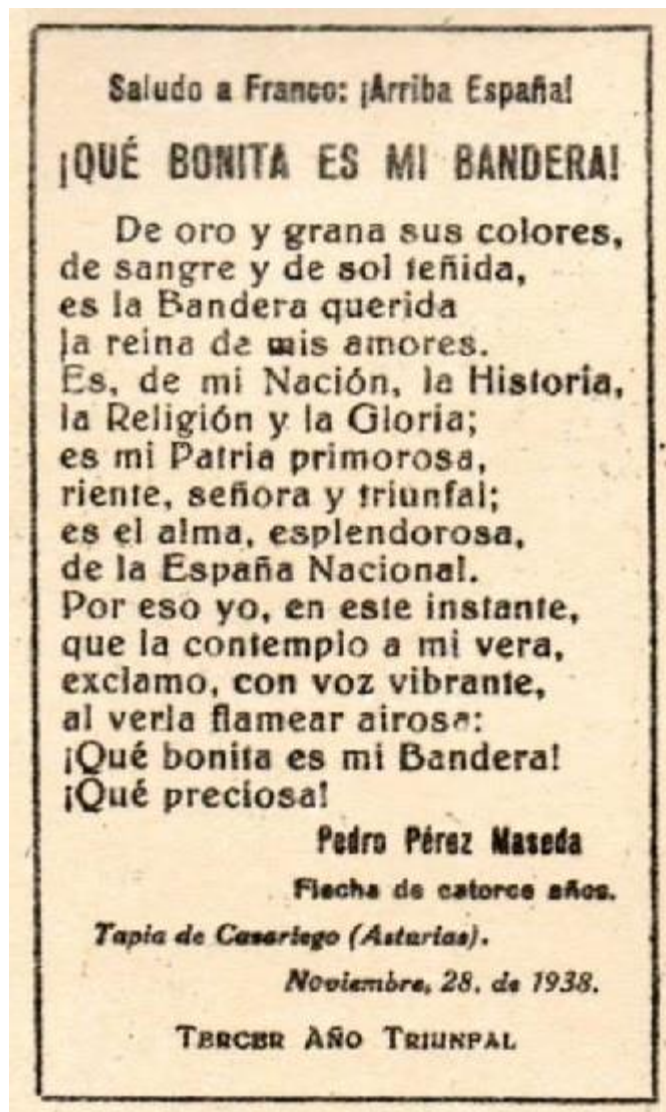 Saludo a Franco: ¡Arriba España!
¡QUÉ BONITA ES MI BANDERA!
De oro y grana sus colores,
de sangre y de sol teñida,
es la Bandera querida
la reina de mis amores.
Es, de mi Nación, la Historia,
la Religión y la Gloria;
es mi Patria primorosa,
riente, señora y triunfal;
es el alma, esplendorosa,
de la España Nacional.
Por eso yo, en este instante,
que la contemplo a mi vera,
exclamo, con voz vibrante,
al verla flamear airosa:
¡Qué bonita es mi Bandera!
¡Qué preciosa!
Pedro Pérez Maseda
Flecha de catorce años.
Tapia de Casariego (Asturias).
Noviembre, 28, de 1938.
TERCER AÑO TRIUNFAL